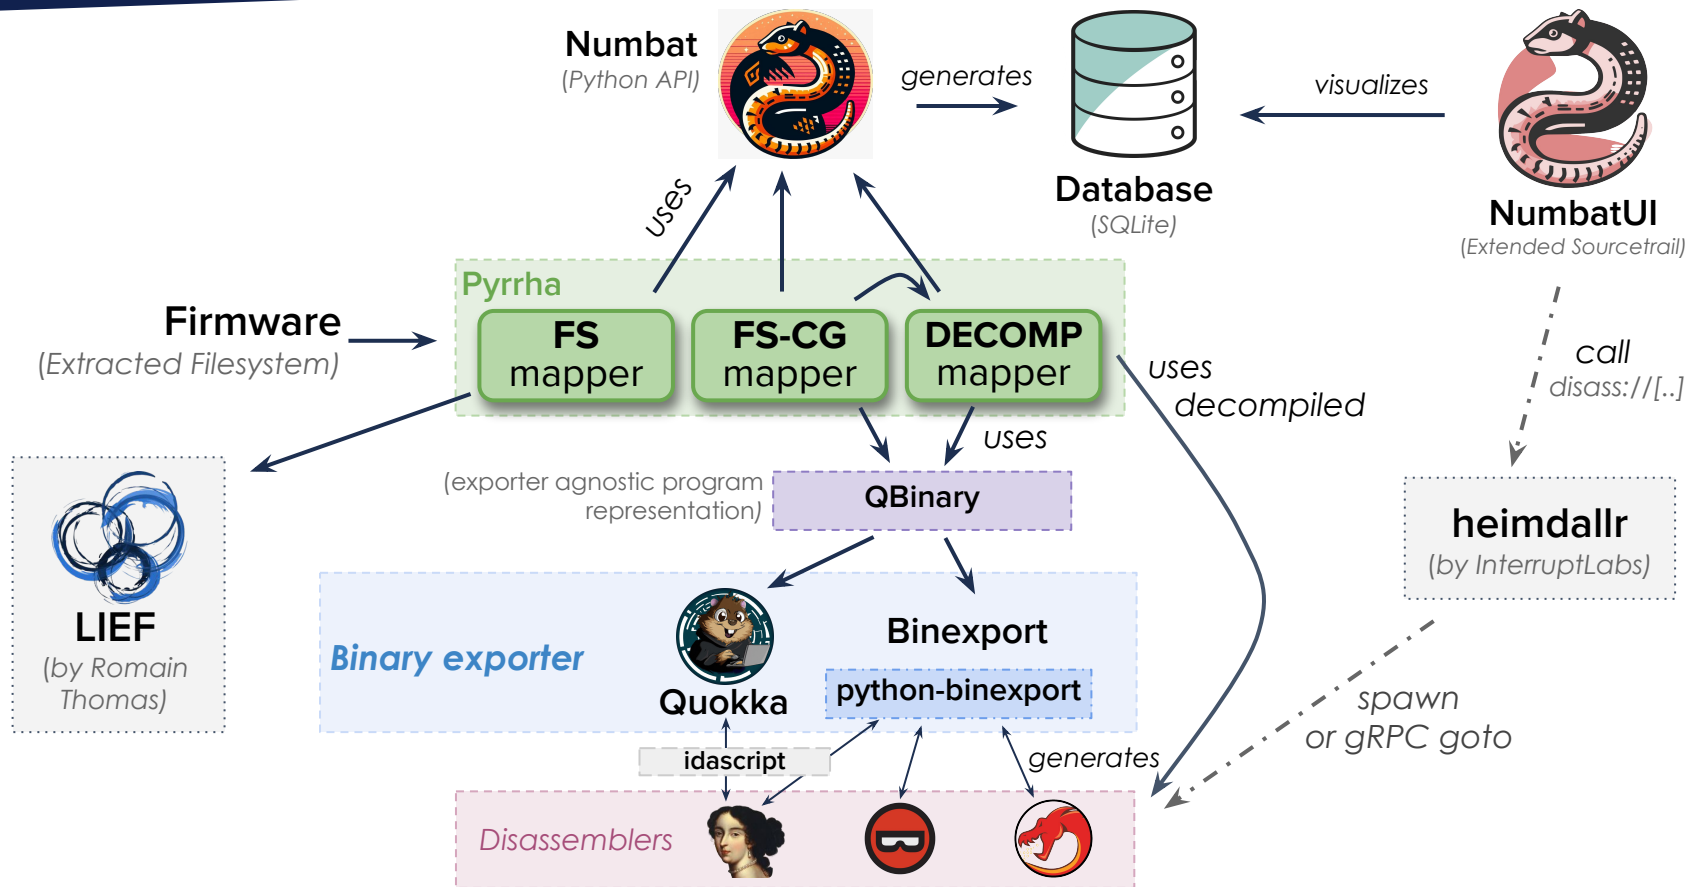 Numbat
(Python API)
generates
visualizes
Database
(SQLite)
NumbatUI
(Extended Sourcetrail)
uses
Pyrrha
Firmware
(Extracted Filesystem)
FS
mapper
FS-CG
mapper
DECOMP
mapper
uses
decompiled
call
disass://[..]
uses
(exporter agnostic program
representation)
QBinary
heimdallr
(by InterruptLabs)
LIEF
(by Romain
Thomas)
Binary exporter
Quokka
Binexport
python-binexport
idascript
generates
spawn
or gRPC goto
Disassemblers